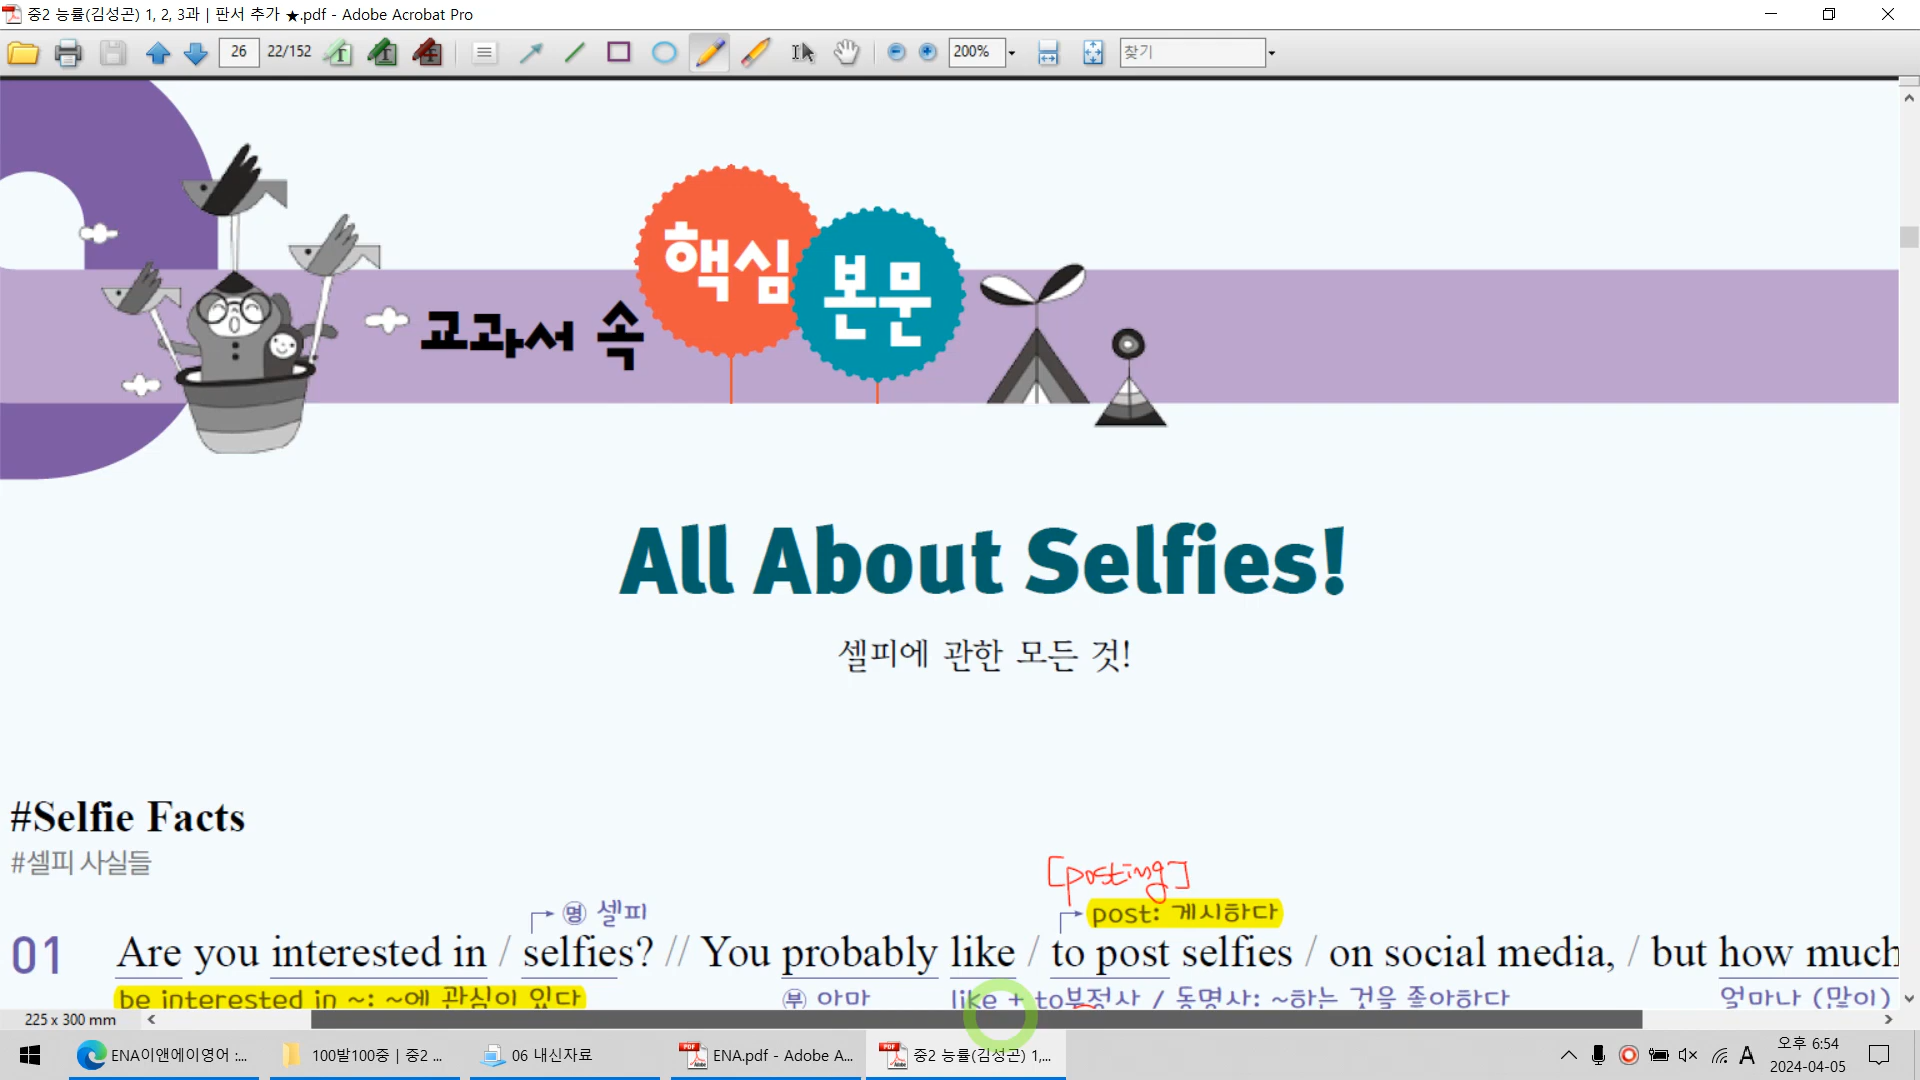 중2 능률(김성곤) 1, 2, 3과 | 판서 추가 ★.pdf - Adobe Acrobat Pro
26 22/152 200% 찾기
교과서 속 핵심 본문
All About Selfies!
셀피에 관한 모든 것!
#Selfie Facts
#셀피 사실들
[posting]
명 셀피 post: 게시하다
01 Are you interested in / selfies? // You probably like / to post selfies / on social media, / but how much
be interested in ~: ~에 관심이 있다 부 아마 like + to부정사 / 동명사: ~하는 것을 좋아하다 얼마나 (많이)
225 x 300 mm
ENA이앤에이영어 :... 100발100중 | 중2 ... 06 내신자료 ENA.pdf - Adobe A... 중2 능률(김성곤) 1,... A 오후 6:54
2024-04-05